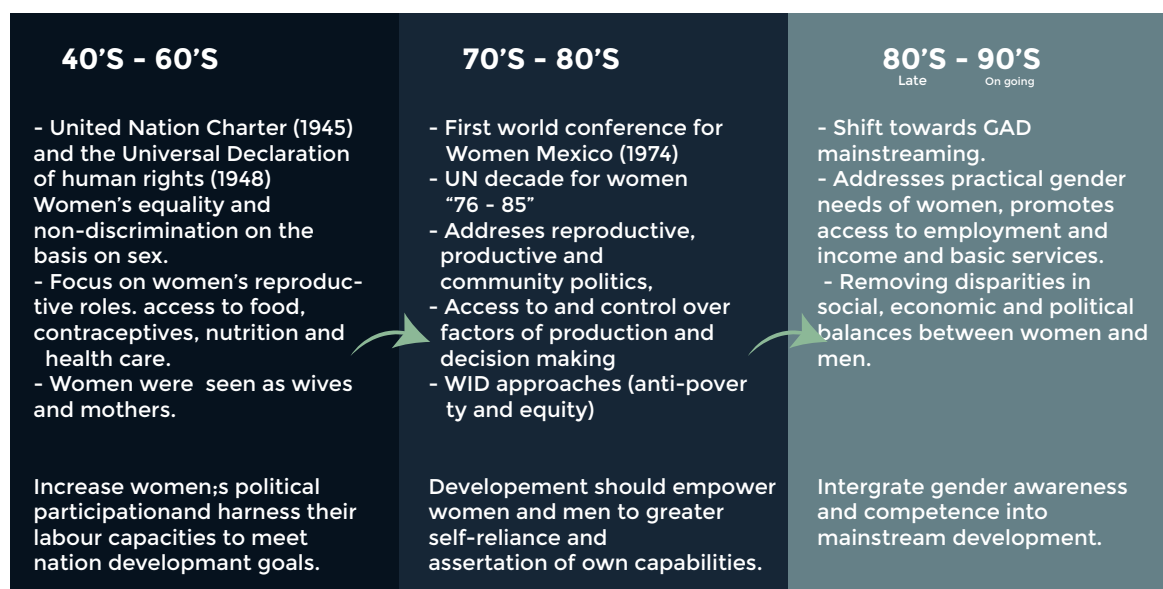 40'S - 60'S
- United Nation Charter (1945)
and the Universal Declaration
of human rights (1948)
Women's equality and
non-discrimination on the
basis on sex.
- Focus on women's reproduc-
tive roles. access to food,
contraceptives, nutrition and
health care.
- Women were seen as wives
and mothers.
Increase women;s political
participationand harness their
labour capacities to meet
nation developmant goals.
70'S - 80'S
- First world conference for
Women Mexico (1974)
- UN decade for women
"76 - 85"
- Addreses reproductive,
productive and
community politics,
- Access to and control over
factors of production and
decision making
- WID approaches (anti-pover
ty and equity)
Developement should empower
women and men to greater
self-reliance and
assertation of own capabilities.
80'S - 90'S
Late On going
- Shift towards GAD
mainstreaming.
- Addresses practical gender
needs of women, promotes
access to employment and
income and basic services.
- Removing disparities in
social, economic and political
balances between women and
men.
Intergrate gender awareness
and competence into
mainstream development.